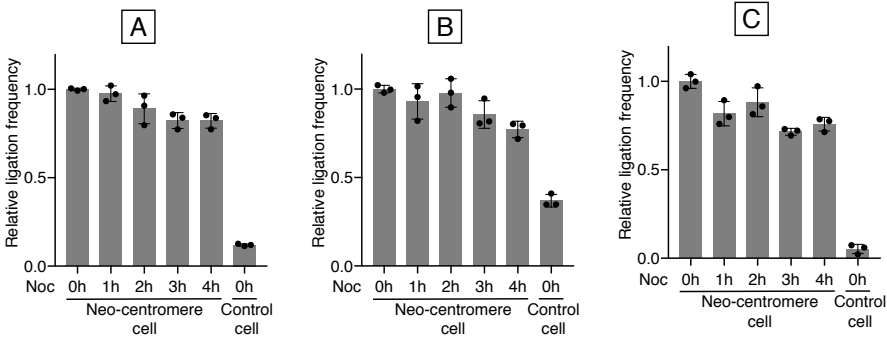 A
Relative ligation frequency
1.0
0.5
0.0
Noc 0h 1h 2h 3h 4h 0h
Neo-centromere cell
Control cell
B
Relative ligation frequency
1.0
0.5
0.0
Noc 0h 1h 2h 3h 4h 0h
Neo-centromere cell
Control cell
C
Relative ligation frequency
1.0
0.5
0.0
Noc 0h 1h 2h 3h 4h 0h
Neo-centromere cell
Control cell